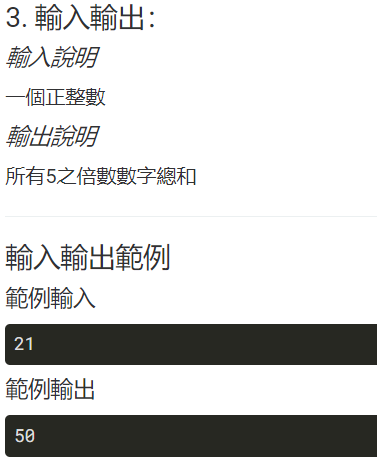 3. 輸入輸出:
輸入說明
一個正整數
輸出說明
所有5之倍數數字總和
輸入輸出範例
範例輸入
21
範例輸出
50